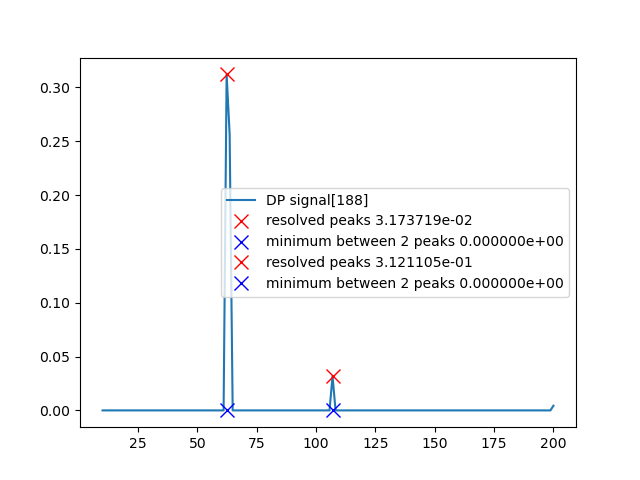 0.30
0.25
0.20
0.15
0.10
0.05
0.00
DP signal[188]
resolved peaks 3.173719e-02
minimum between 2 peaks 0.000000e+00
resolved peaks 3.121105e-01
minimum between 2 peaks 0.000000e+00
25 50 75 100 125 150 175 200